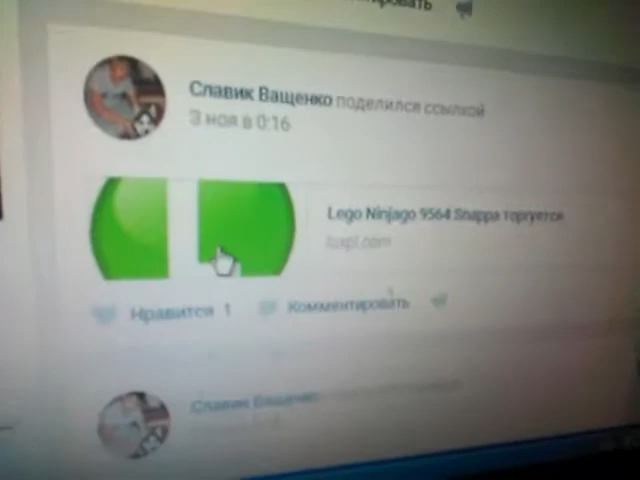 Славик Ващенко поделился ссылкой
3 ноя в 0:16
Lego Ninjago 9564 Snappa торгуется
luxpl.com
Нравится 1 Комментировать
Славик Ващенко